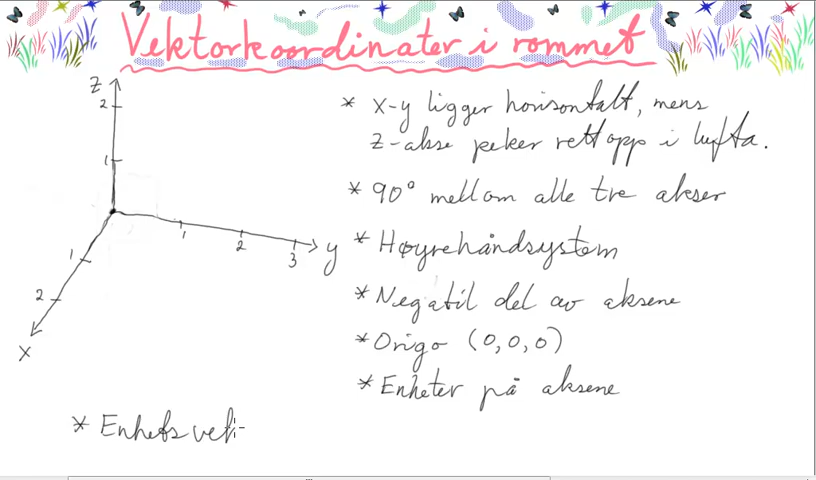 Vektorkoordinater i rommet
z
2
1
1
2
3
y
1
2
x
* x-y ligger horisontalt, mens
z-akse peker rett opp i lufta.
* 90° mellom alle tre akser
* Høyrehåndsystem
* Negativ del av aksene
* Origo (0,0,0)
* Enheter på aksene
* Enhetsvekt